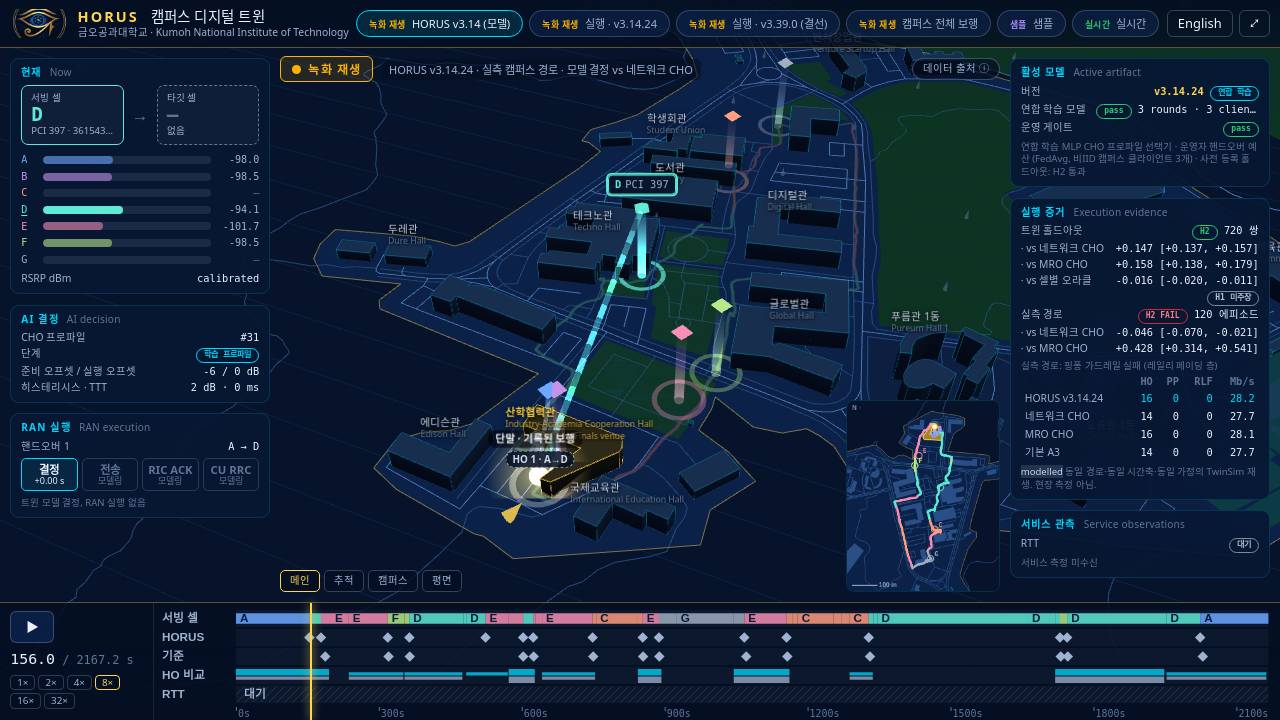 HORUS 캠퍼스 디지털 트윈
금오공과대학교 · Kumoh National Institute of Technology
녹화 재생 HORUS v3.14 (모델)
녹화 재생 실행 · v3.14.24
녹화 재생 실행 · v3.39.0 (결선)
녹화 재생 캠퍼스 전체 보행
샘플 샘플
실시간 실시간
English
현재 Now
서빙 셀
D
PCI 397 · 361543…
→
타깃 셀
—
없음
A -98.0
B -98.5
C —
D -94.1
E -101.7
F -98.5
G —
RSRP dBm calibrated
AI 결정 AI decision
CHO 프로파일 #31
단계 학습 프로파일
준비 오프셋 / 실행 오프셋 -6 / 0 dB
히스테리시스 · TTT 2 dB · 0 ms
RAN 실행 RAN execution
핸드오버 1 A → D
결정 +0.00 s
전송 모델링
RIC ACK 모델링
CU RRC 모델링
트윈 모델 결정, RAN 실행 없음
녹화 재생
HORUS v3.14.24 · 실측 캠퍼스 경로 · 모델 결정 vs 네트워크 CHO
데이터 출처 ⓘ
Venture Startup Hall
학생회관
Student Union
도서관
D PCI 397
디지털관
Digital Hall
테크노관
Techno Hall
두레관
Dure Hall
글로벌관
Global Hall
푸름관 1동
Pureum Hall 1
에디슨관
Edison Hall
산학협력관
Industry-Academia Cooperation Hall
단말 · 기록된 보행
nals venue
HO 1 · A→D
국제교육관
International Education Hall
N
100 m
메인
추적
캠퍼스
평면
활성 모델 Active artifact
버전 v3.14.24 연합 학습
연합 학습 모델 pass 3 rounds · 3 clien…
운영 게이트 pass
연합 학습 MLP CHO 프로파일 선택기 · 운영자 핸드오버 예산 (FedAvg, 비IID 캠퍼스 클라이언트 3개) · 사전 등록 홀드아웃: H2 통과
실행 증거 Execution evidence
트윈 홀드아웃 H2 720 쌍
· vs 네트워크 CHO +0.147 [+0.137, +0.157]
· vs MRO CHO +0.158 [+0.138, +0.179]
· vs 셀별 오라클 -0.016 [-0.020, -0.011]
H1 미주장
실측 경로 H2 FAIL 120 에피소드
· vs 네트워크 CHO -0.046 [-0.070, -0.021]
· vs MRO CHO +0.428 [+0.314, +0.541]
실측 경로: 핑퐁 가드레일 실패 (레일리 페이딩 층)
HO PP RLF Mb/s
HORUS v3.14.24 16 0 0 28.2
네트워크 CHO 14 0 0 27.7
MRO CHO 16 0 0 28.1
기본 A3 14 0 0 27.7
modelled 동일 경로·동일 시간축·동일 가정의 TwinSim 재생. 현장 측정 아님.
서비스 관측 Service observations
RTT 대기
서비스 측정 미수신
156.0 / 2167.2 s
1× 2× 4× 8×
16× 32×
서빙 셀 A E E F D D E E C E G E C C D D D A
HORUS
기준
HO 비교
RTT 대기
0s 300s 600s 900s 1200s 1500s 1800s 2100s